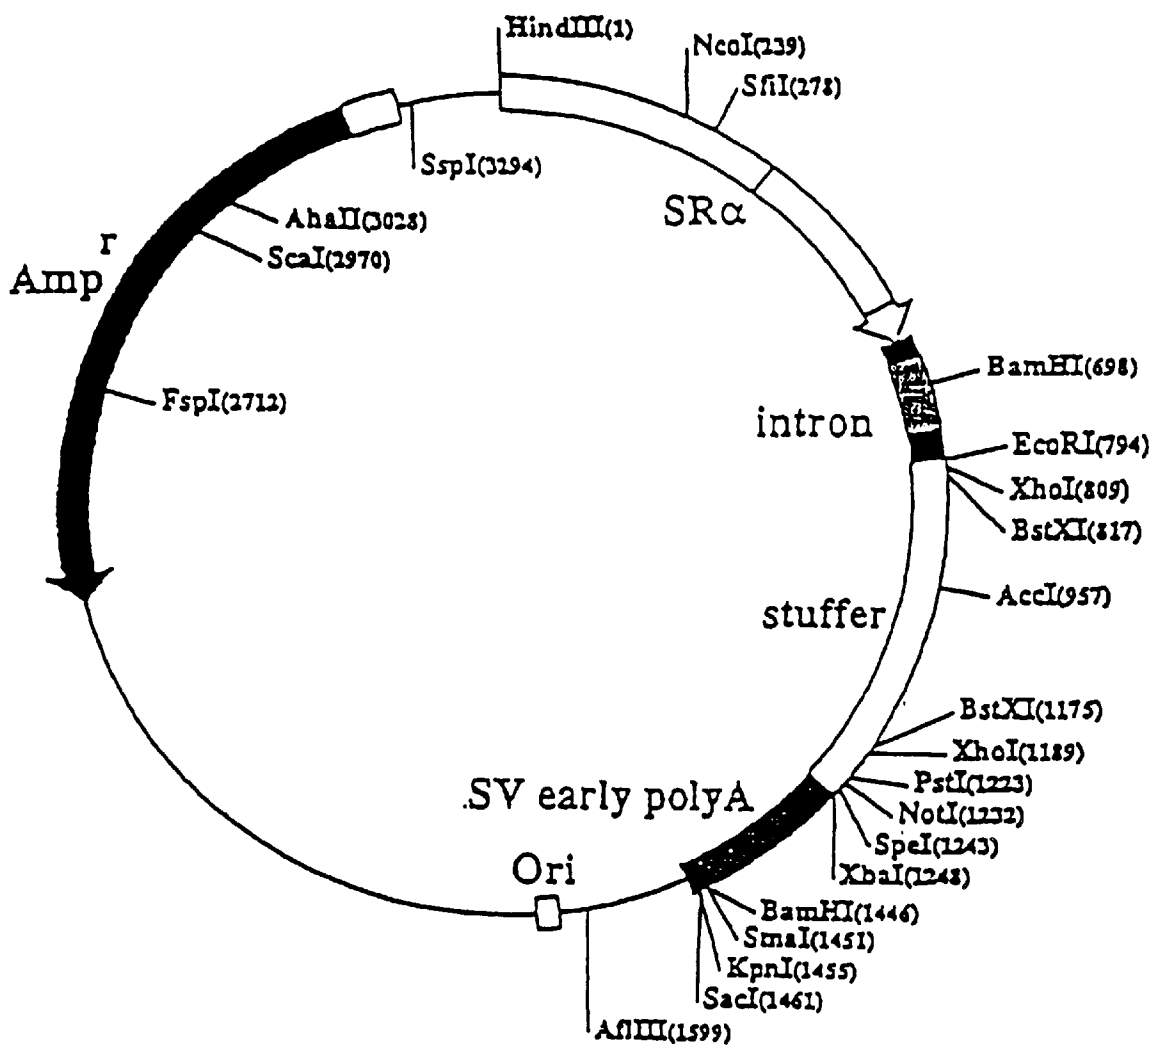 HindIII(1)
NcoI(239)
SfiI(278)
SspI(3294)
SRα
AhaII(3028)
ScaI(2970)
Amp r
FspI(2712)
BamHI(698)
intron
EcoRI(794)
XhoI(809)
BstXI(817)
AccI(957)
stuffer
BstXI(1175)
XhoI(1189)
PstI(1223)
NotI(1232)
SpeI(1243)
XbaI(1248)
SV early polyA
Ori
BamHI(1446)
SmaI(1451)
KpnI(1455)
SacI(1461)
AflIII(1599)